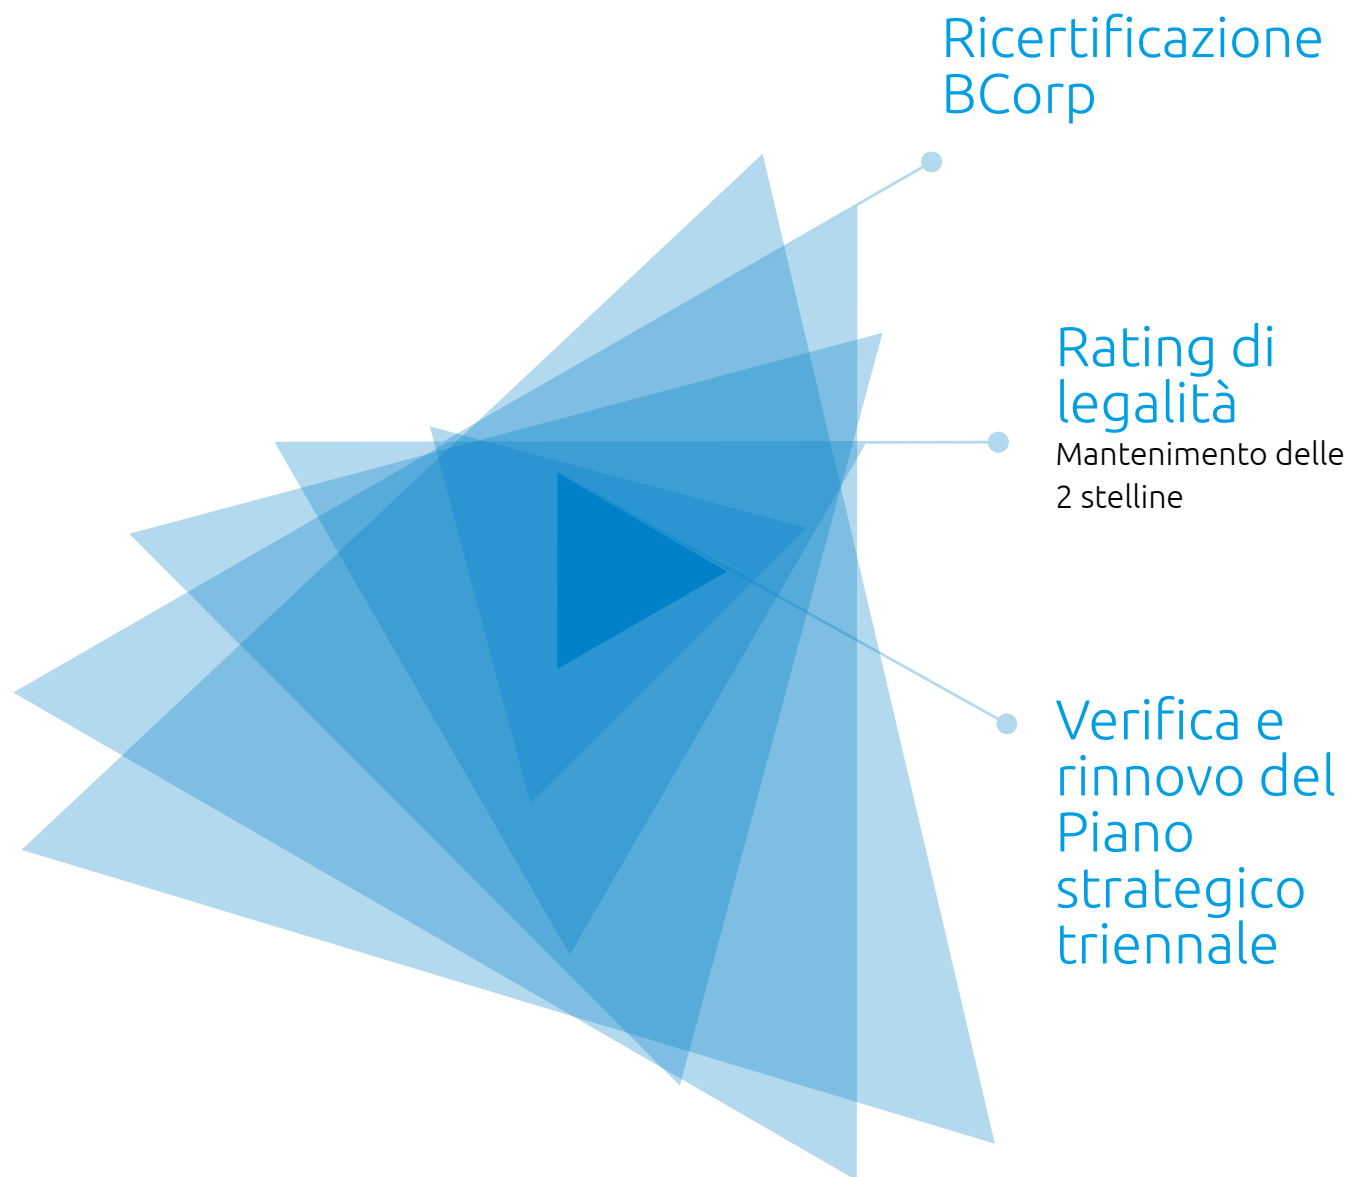 Ricertificazione
BCorp
Rating di
legalità
Mantenimento delle
2 stelline
Verifica e
rinnovo del
Piano
strategico
triennale